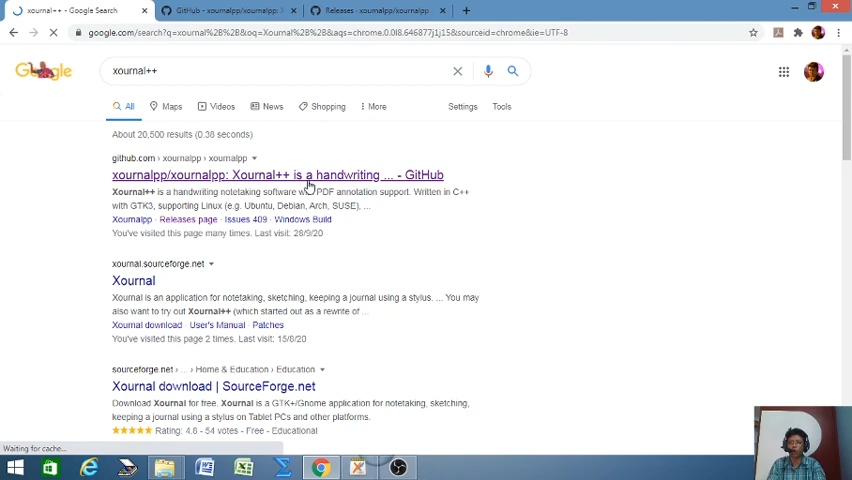 xournal++ - Google Search
GitHub - xournalpp/xournalpp: X
Releases · xournalpp/xournalpp
google.com/search?q=xournal%2B%2B&oq=Xournal%2B%2B&aqs=chrome.0.0l8.646877j1j15&sourceid=chrome&ie=UTF-8
xournal++
All
Maps
Videos
News
Shopping
More
Settings
Tools
About 20,500 results (0.38 seconds)
github.com › xournalpp › xournalpp
xournalpp/xournalpp: Xournal++ is a handwriting ... - GitHub
Xournal++ is a handwriting notetaking software with PDF annotation support. Written in C++
with GTK3, supporting Linux (e.g. Ubuntu, Debian, Arch, SUSE), ...
Xournalpp · Releases page · Issues 409 · Windows Build
You've visited this page many times. Last visit: 28/9/20
xournal.sourceforge.net
Xournal
Xournal is an application for notetaking, sketching, keeping a journal using a stylus. ... You may
also want to try out Xournal++ (which started out as a rewrite of ...
Xournal download · User's Manual · Patches
You've visited this page 2 times. Last visit: 15/8/20
sourceforge.net › ... › Home & Education › Education
Xournal download | SourceForge.net
Download Xournal for free. Xournal is a GTK+/Gnome application for notetaking, sketching,
keeping a journal using a stylus on Tablet PCs and other platforms.
Rating: 4.8 - 54 votes - Free - Educational
Waiting for cache...